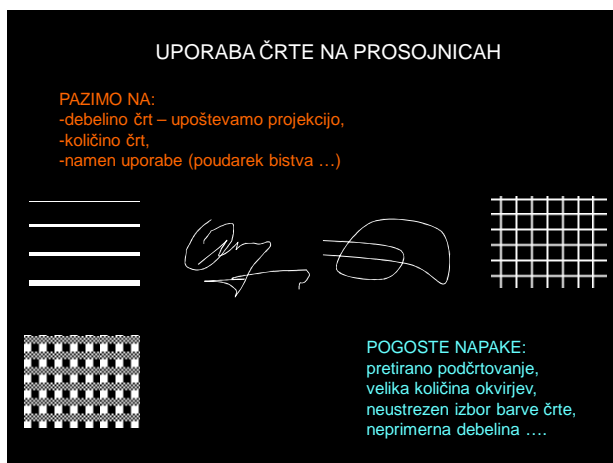 UPORABA ČRTE NA PROSOJNICAH
PAZIMO NA:
-debelino črt – upoštevamo projekcijo,
-količino črt,
-namen uporabe (poudarek bistva …)
POGOSTE NAPAKE:
pretirano podčrtovanje,
velika količina okvirjev,
neustrezen izbor barve črte,
neprimerna debelina ….